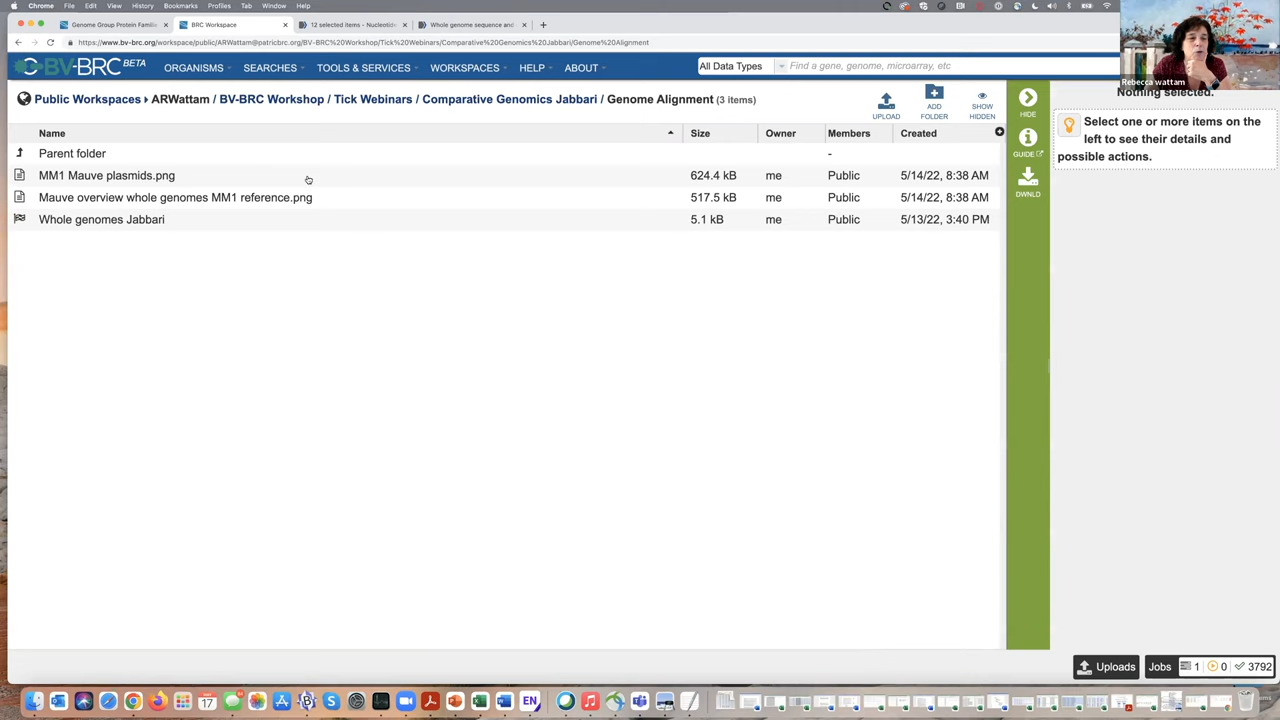 Chrome File Edit View History Bookmarks Profiles Tab Window Help
Genome Group Protein Familie × BRC Workspace × 12 selected items - Nucleotide × Whole genome sequence and × +
https://www.bv-brc.org/workspace/public/ARWattam@patricbrc.org/BV-BRC%20Workshop/Tick%20Webinars/Comparative%20Genomics%20Jabbari/Genome%20Alignment
Rebecca wattam
BV-BRC BETA ORGANISMS SEARCHES TOOLS & SERVICES WORKSPACES HELP ABOUT All Data Types Find a gene, genome, microarray, etc
Public Workspaces ARWattam / BV-BRC Workshop / Tick Webinars / Comparative Genomics Jabbari / Genome Alignment (3 items)
UPLOAD ADD FOLDER SHOW HIDDEN
Name Size Owner Members Created
Parent folder -
MM1 Mauve plasmids.png 624.4 kB me Public 5/14/22, 8:38 AM
Mauve overview whole genomes MM1 reference.png 517.5 kB me Public 5/14/22, 8:38 AM
Whole genomes Jabbari 5.1 kB me Public 5/13/22, 3:40 PM
HIDE
GUIDE
DWNLD
Nothing selected.
Select one or more items on the
left to see their details and
possible actions.
Uploads Jobs 1 0 3792
17
EN